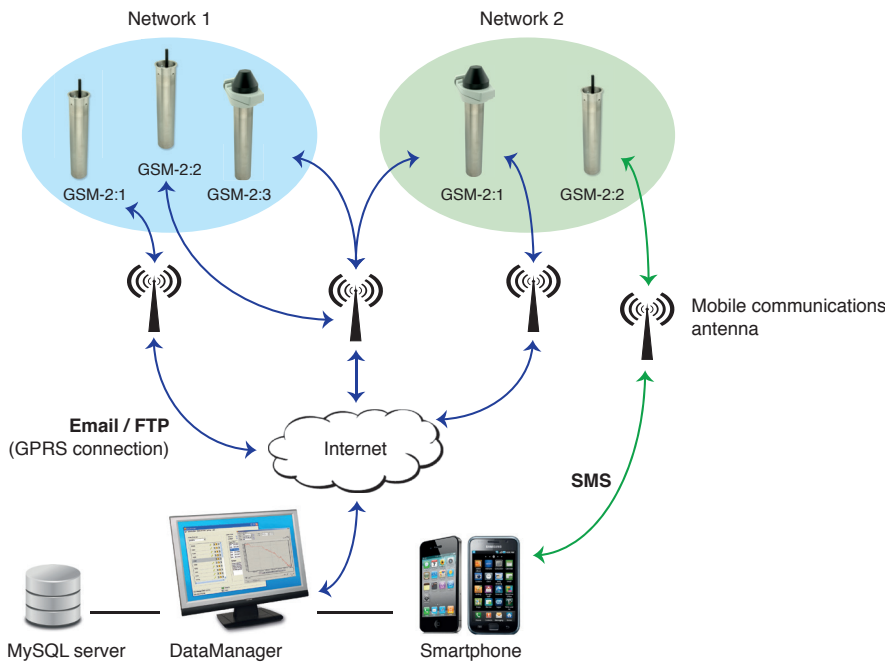 Network 1
Network 2
GSM-2:1
GSM-2:2
GSM-2:3
GSM-2:1
GSM-2:2
Mobile communications
antenna
Email / FTP
(GPRS connection)
Internet
SMS
MySQL server
DataManager
Smartphone